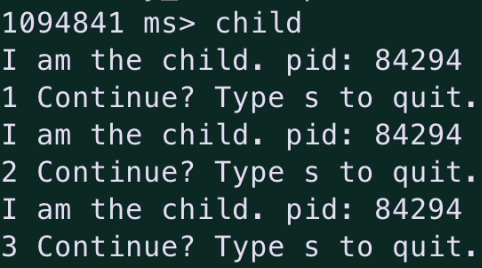 1094841 ms> child
I am the child. pid: 84294
1 Continue? Type s to quit.
I am the child. pid: 84294
2 Continue? Type s to quit.
I am the child. pid: 84294
3 Continue? Type s to quit.